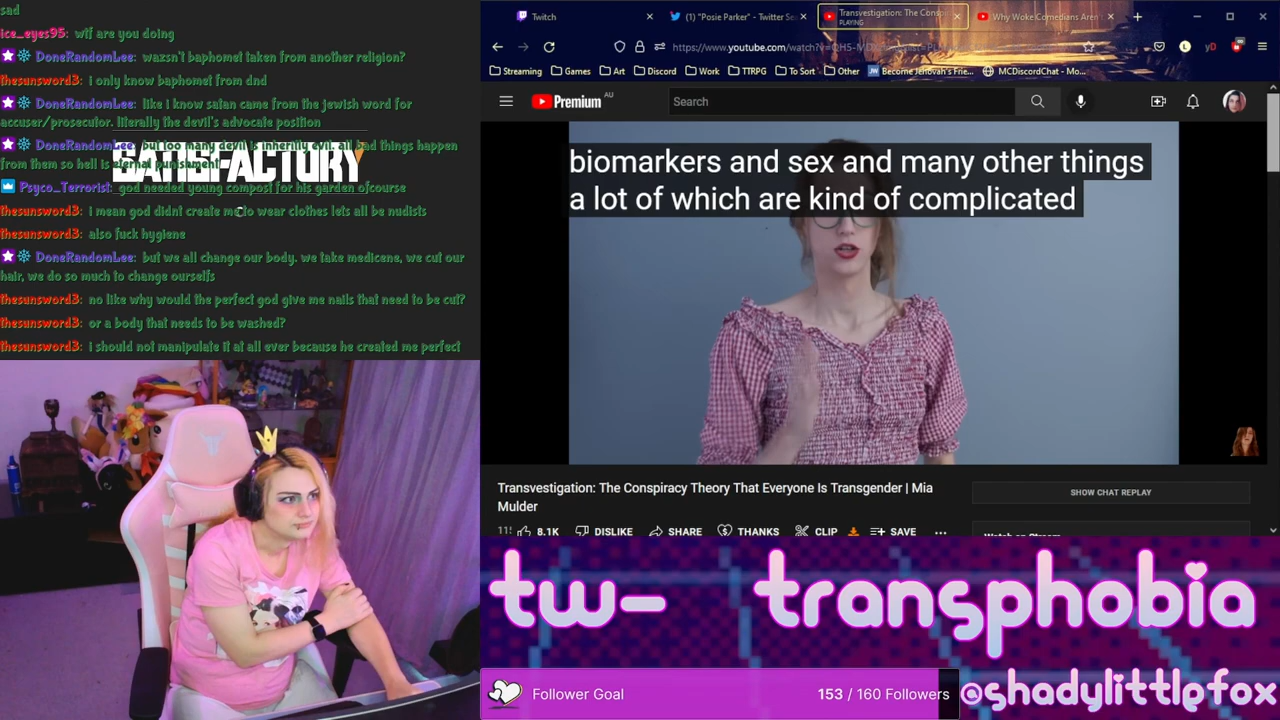 sad
ice_eyes95: wtf are you doing
DoneRandomLee: wazsn't baphomet taken from another religion?
thesunsword3: i only know baphomet from dnd
DoneRandomLee: like i know satan came from the jewish word for
accuser/prosecutor. literally the devil's advocate position
DoneRandomLee: but too many devil is inherilly evil. all bad things happen
from them so hell is eternal punishment
SATISFACTORY
Psyco_Terrorist: god needed young compost for his garden ofcourse
thesunsword3: I mean god didnt create me to wear clothes lets all be nudists
thesunsword3: also fuck hygiene
DoneRandomLee: but we all change our body. we take medicene, we cut our
hair, we do so much to change ourselfs
thesunsword3: no like why would the perfect god give me nails that need to be cut?
thesunsword3: or a body that needs to be washed?
thesunsword3: i should not manipulate it at all ever because he created me perfect
Twitch
(1) "Posie Parker" - Twitter Se
Transvestigation: The Consp
PLAYING
Why Woke Comedians Aren't
https://www.youtube.com/watch?v=QHS-M
Streaming
Games
Art
Discord
Work
TTRPG
To Sort
Other
Become Jehovah's Frie...
MCDiscordChat - Mo...
Premium AU
Search
biomarkers and sex and many other things
a lot of which are kind of complicated
Transvestigation: The Conspiracy Theory That Everyone Is Transgender | Mia
Mulder
SHOW CHAT REPLAY
8.1K DISLIKE SHARE THANKS CLIP SAVE
Watch on Stream
tw- transphobia
Follower Goal 153 / 160 Followers
@shadylittlefox